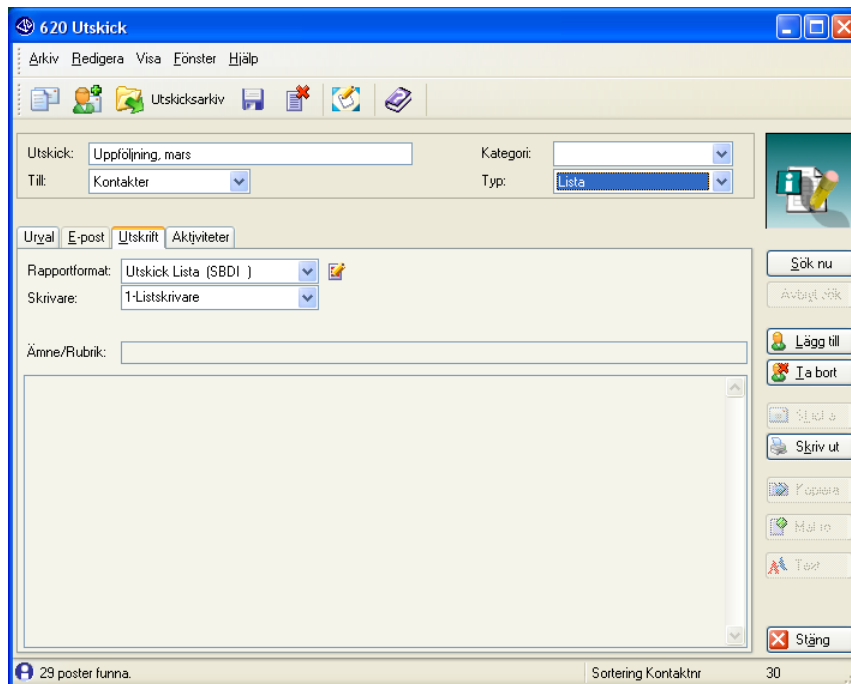 620 Utskick
Arkiv Redigera Visa Fönster Hjälp
Utskicksarkiv
Utskick: Uppföljning, mars Kategori:
Till: Kontakter Typ: Lista
Urval E-post Utskrift Aktiviteter
Rapportformat: Utskick Lista (SBDI )
Skrivare: 1-Listskrivare
Ämne/Rubrik:
Sök nu
Avbryt sök
Lägg till
Ta bort
Skicka
Skriv ut
Kopiera
Text
Stäng
29 poster funna. Sortering Kontaktnr 30